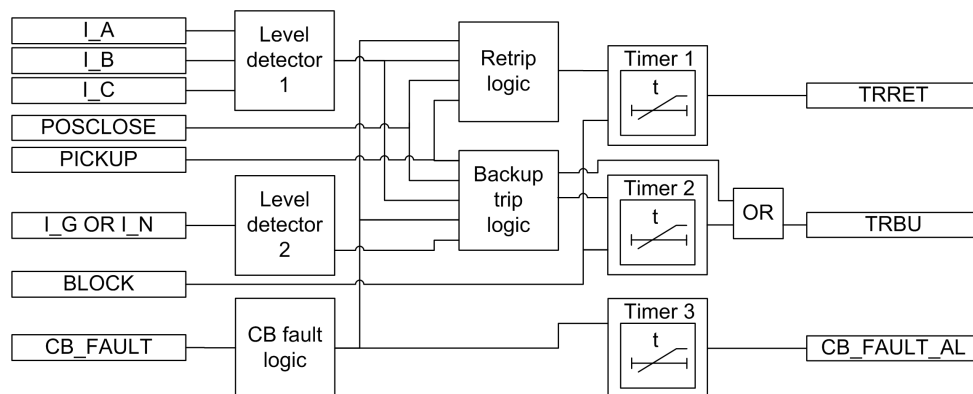 I_A
I_B
I_C
POSCLOSE
PICKUP
I_G OR I_N
BLOCK
CB_FAULT
Level
detector
1
Level
detector
2
CB fault
logic
Retrip
logic
Backup
trip
logic
Timer 1
t
Timer 2
t
Timer 3
t
OR
TRRET
TRBU
CB_FAULT_AL